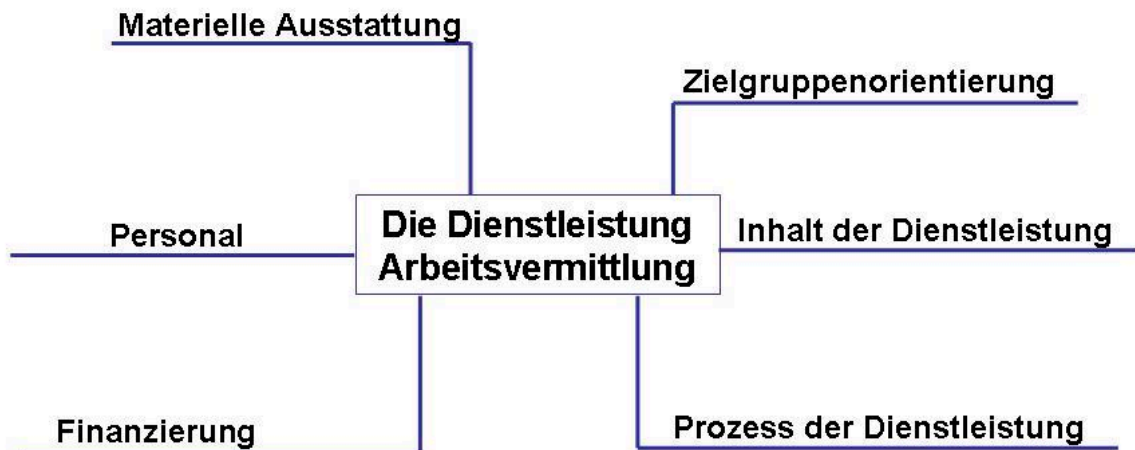 Materielle Ausstattung
Zielgruppenorientierung
Personal
Die Dienstleistung
Arbeitsvermittlung
Inhalt der Dienstleistung
Finanzierung
Prozess der Dienstleistung